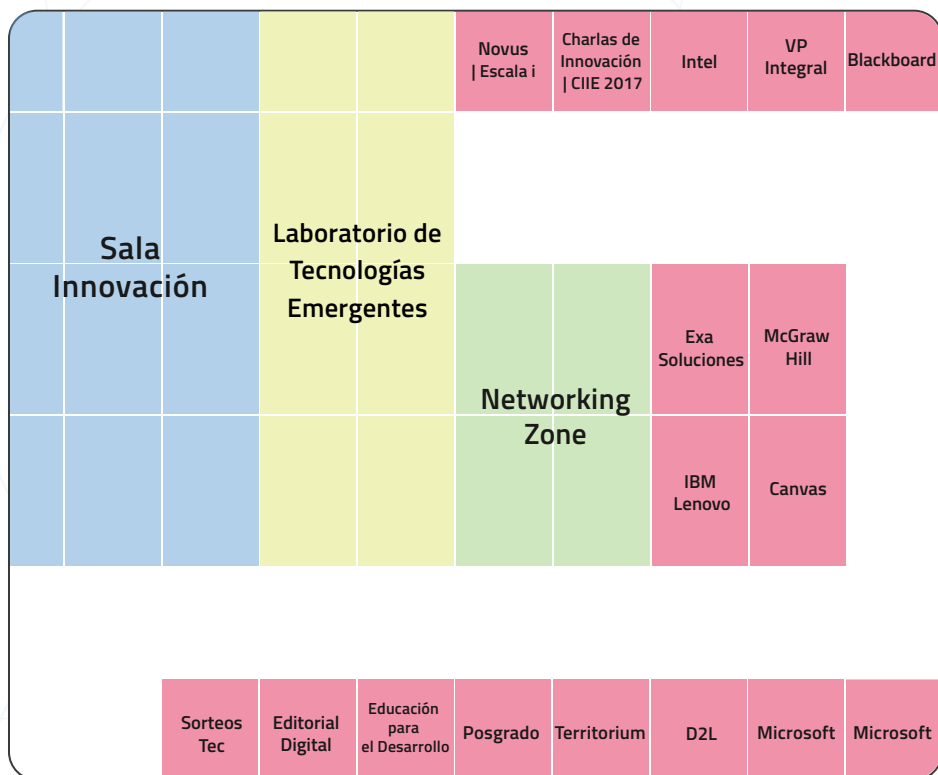 Novus
| Escala i
Charlas de
Innovación
| CIIE 2017
Intel
VP
Integral
Blackboard
Sala
Innovación
Laboratorio de
Tecnologías
Emergentes
Networking
Zone
Exa
Soluciones
McGraw
Hill
IBM
Lenovo
Canvas
Sorteos
Tec
Editorial
Digital
Educación
para
el Desarrollo
Posgrado
Territorium
D2L
Microsoft
Microsoft